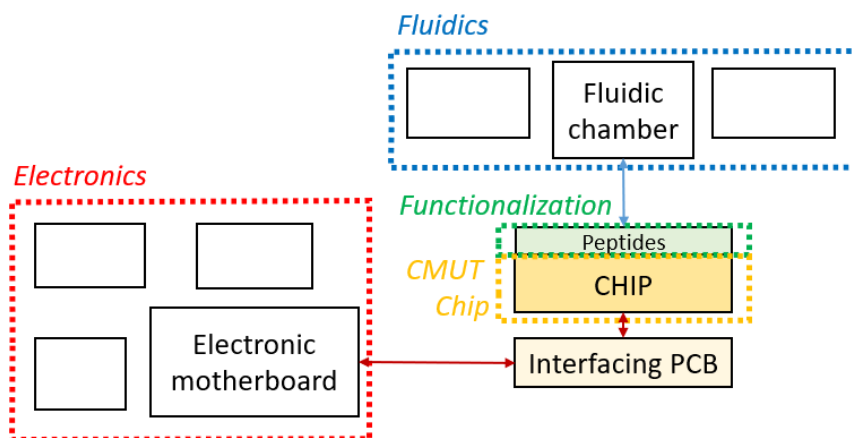 Fluidics
Fluidic
chamber
Electronics
Functionalization
Peptides
CMUT
Chip
CHIP
Electronic
motherboard
Interfacing PCB